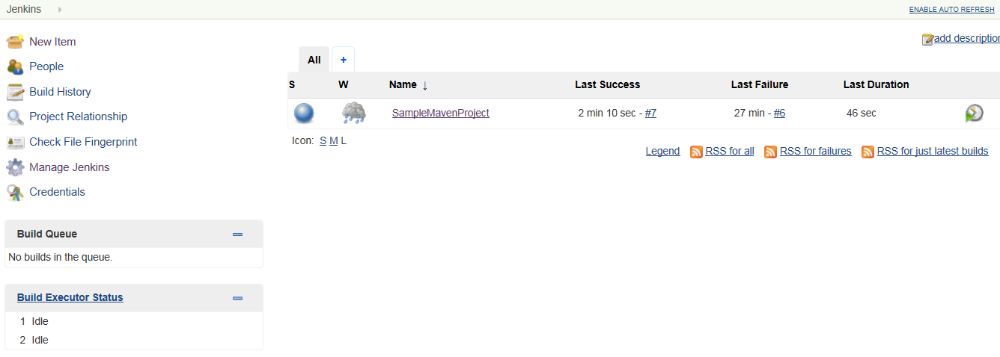 Jenkins
ENABLE AUTO REFRESH
New Item
People
Build History
Project Relationship
Check File Fingerprint
Manage Jenkins
Credentials
Build Queue
No builds in the queue.
Build Executor Status
1 Idle
2 Idle
add description
All +
S W Name ↓ Last Success Last Failure Last Duration
SampleMavenProject 2 min 10 sec - #7 27 min - #6 46 sec
Icon: S M L
Legend RSS for all RSS for failures RSS for just latest builds